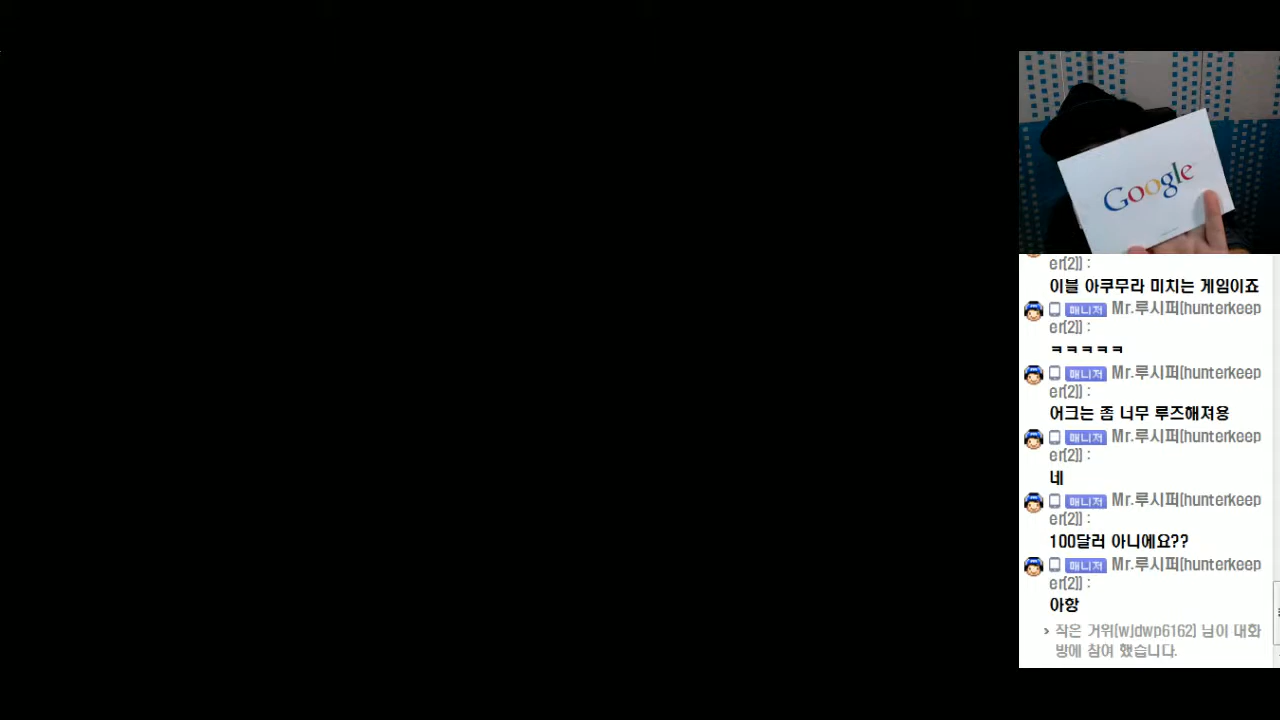 Google
er[2]] :
이블 아쿠무라 미치는 게임이죠
매니저 Mr.루시퍼[hunterkeep
er[2]] :
ㅋㅋㅋㅋㅋ
매니저 Mr.루시퍼[hunterkeep
er[2]] :
어크는 좀 너무 루즈해져용
매니저 Mr.루시퍼[hunterkeep
er[2]] :
네
매니저 Mr.루시퍼[hunterkeep
er[2]] :
100달러 아니에요??
매니저 Mr.루시퍼[hunterkeep
er[2]] :
아항
› 작은 거위[wJdwp6162] 님이 대화
방에 참여 했습니다.